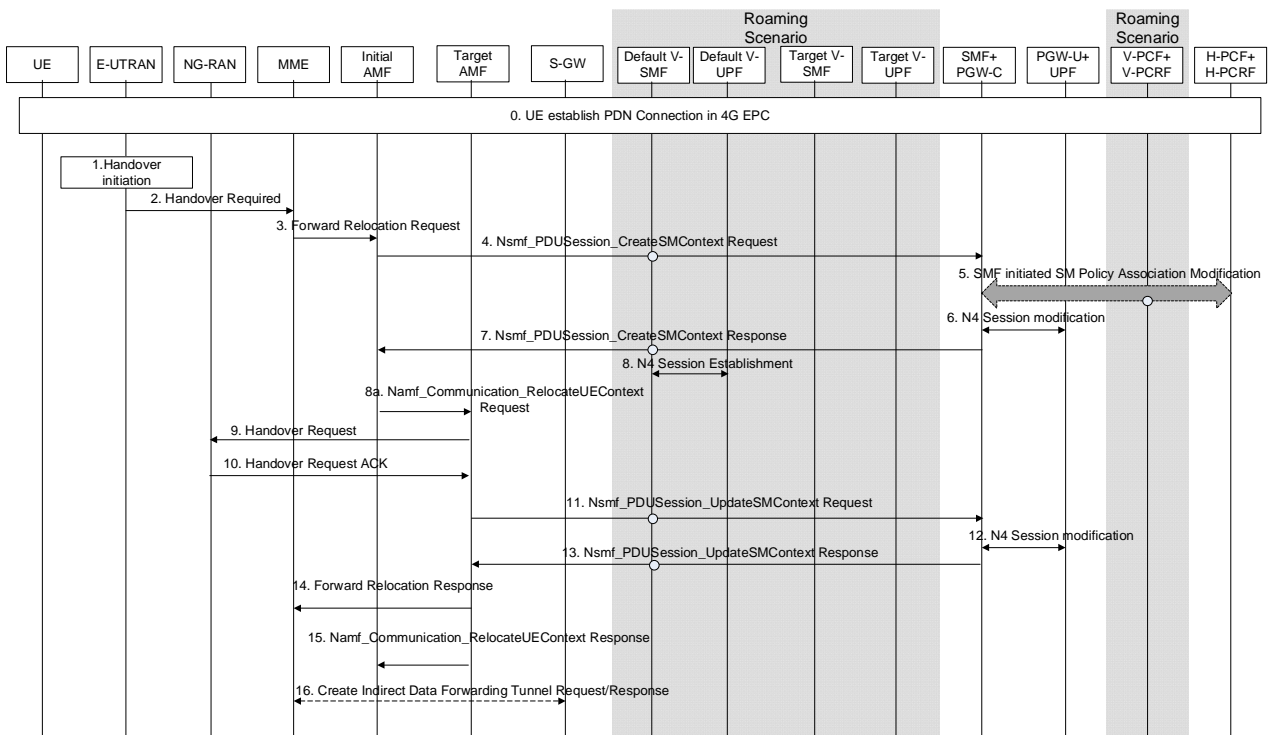 Roaming
Scenario
Roaming
Scenario
UE
E-UTRAN
NG-RAN
MME
Initial
AMF
Target
AMF
S-GW
Default V-
SMF
Default V-
UPF
Target V-
SMF
Target V-
UPF
SMF+
PGW-C
PGW-U+
UPF
V-PCF+
V-PCRF
H-PCF+
H-PCRF
0. UE establish PDN Connection in 4G EPC
1.Handover
initiation
2. Handover Required
3. Forward Relocation Request
4. Nsmf_PDUSession_CreateSMContext Request
5. SMF initiated SM Policy Association Modification
6. N4 Session modification
7. Nsmf_PDUSession_CreateSMContext Response
8. N4 Session Establishment
8a. Namf_Communication_RelocateUEContext
Request
9. Handover Request
10. Handover Request ACK
11. Nsmf_PDUSession_UpdateSMContext Request
12. N4 Session modification
13. Nsmf_PDUSession_UpdateSMContext Response
14. Forward Relocation Response
15. Namf_Communication_RelocateUEContext Response
16. Create Indirect Data Forwarding Tunnel Request/Response